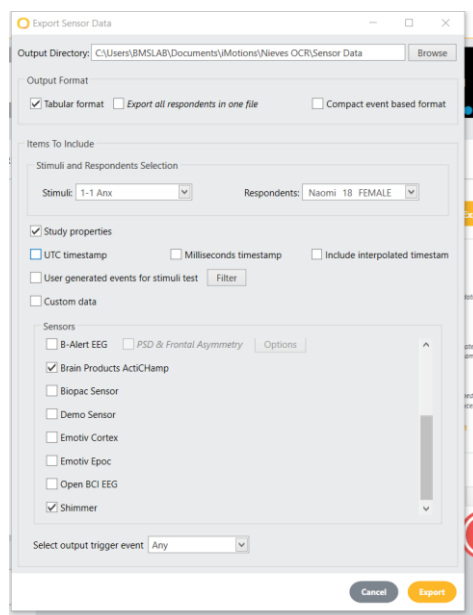 Export Sensor Data
Output Directory: C:\Users\BMSLAB\Documents\iMotions\Nieves OCR\Sensor Data Browse
Output Format
Tabular format Export all respondents in one file Compact event based format
Items To Include
Stimuli and Respondents Selection
Stimuli: 1-1 Anx Respondents: Naomi 18 FEMALE
Study properties
UTC timestamp Milliseconds timestamp Include interpolated timestam
User generated events for stimuli test Filter
Custom data
Sensors
B-Alert EEG PSD & Frontal Asymmetry Options
Brain Products ActiCHamp
Biopac Sensor
Demo Sensor
Emotiv Cortex
Emotiv Epoc
Open BCI EEG
Shimmer
Select output trigger event Any
Cancel Export